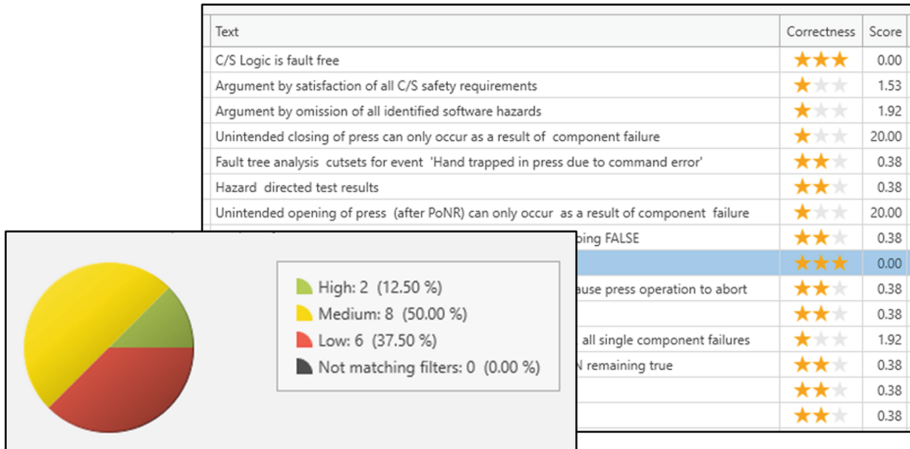 Text Correctness Score
C/S Logic is fault free 0.00
Argument by satisfaction of all C/S safety requirements 1.53
Argument by omission of all identified software hazards 1.92
Unintended closing of press can only occur as a result of  component failure 20.00
Fault tree analysis  cutsets for event  'Hand trapped in press due to command error' 0.38
Hazard  directed test results 0.38
Unintended opening of press  (after PoNR) can only occur  as a result of component  failure 20.00
oing FALSE 0.38
0.00
ause press operation to abort 0.38
0.38
all single component failures 1.92
N remaining true 0.38
0.38
0.38
High: 2  (12.50 %)
Medium: 8  (50.00 %)
Low: 6  (37.50 %)
Not matching filters: 0  (0.00 %)